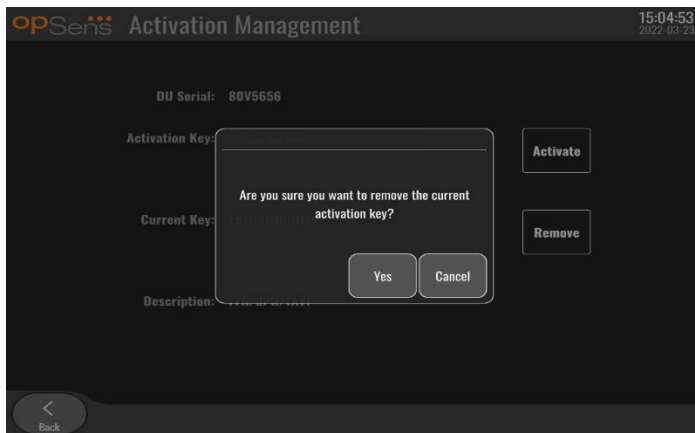 opSens Activation Management
15:04:53
2022-03-23
DU Serial: 80V5656
Activation Key:
Activate
Are you sure you want to remove the current
activation key?
Current Key:
Remove
Yes
Cancel
Description:
Back